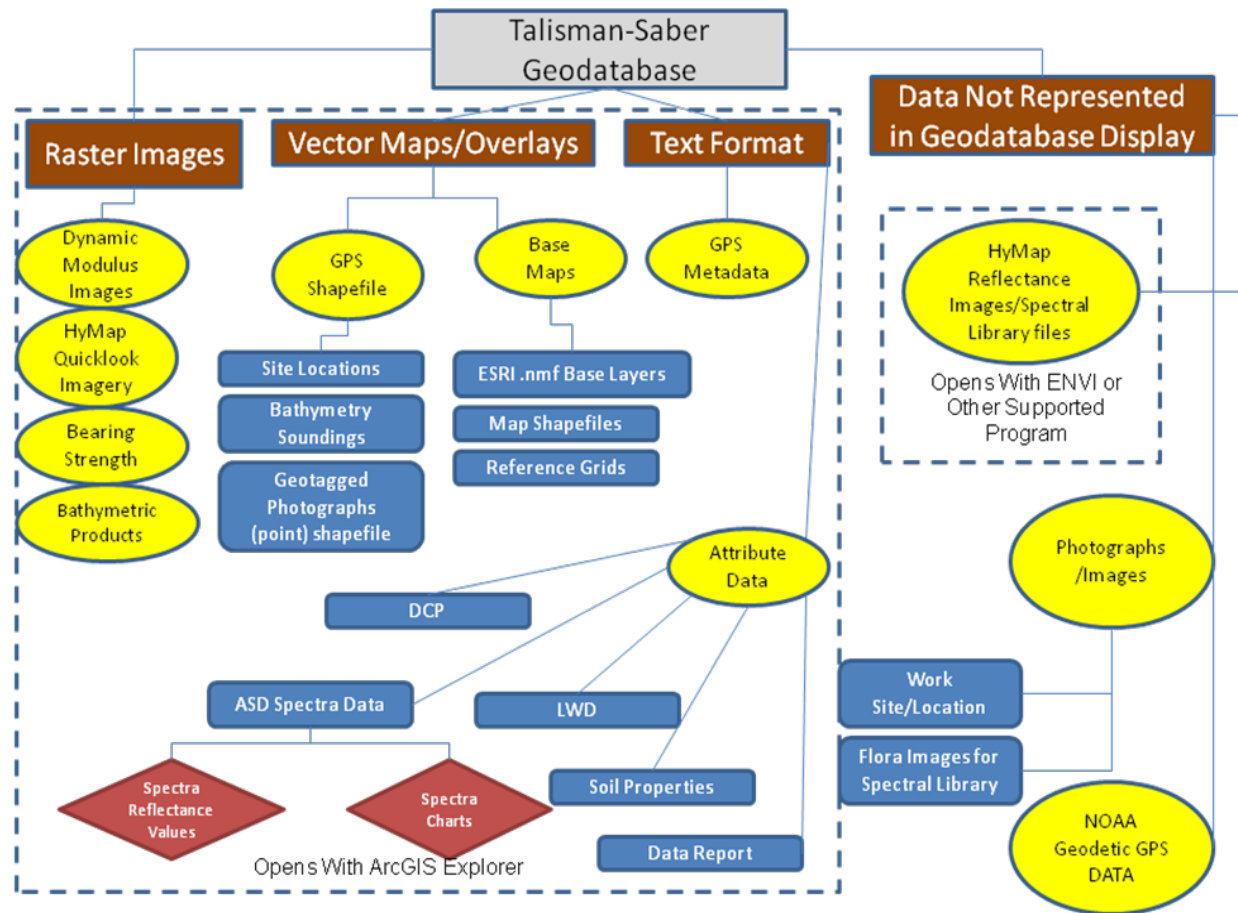 Talisman-Saber
Geodatabase
Raster Images
Vector Maps/Overlays
Text Format
Data Not Represented
in Geodatabase Display
Dynamic
Modulus
Images
HyMap
Quicklook
Imagery
Bearing
Strength
Bathymetric
Products
GPS
Shapefile
Site Locations
Bathymetry
Soundings
Geotagged
Photographs
(point) shapefile
Base
Maps
ESRI .nmf Base Layers
Map Shapefiles
Reference Grids
GPS
Metadata
Attribute
Data
DCP
ASD Spectra Data
LWD
Soil Properties
Data Report
Spectra
Reflectance
Values
Spectra
Charts
Opens With ArcGIS Explorer
HyMap
Reflectance
Images/Spectral
Library files
Opens With ENVI or
Other Supported
Program
Photographs
/Images
Work
Site/Location
Flora Images for
Spectral Library
NOAA
Geodetic GPS
DATA